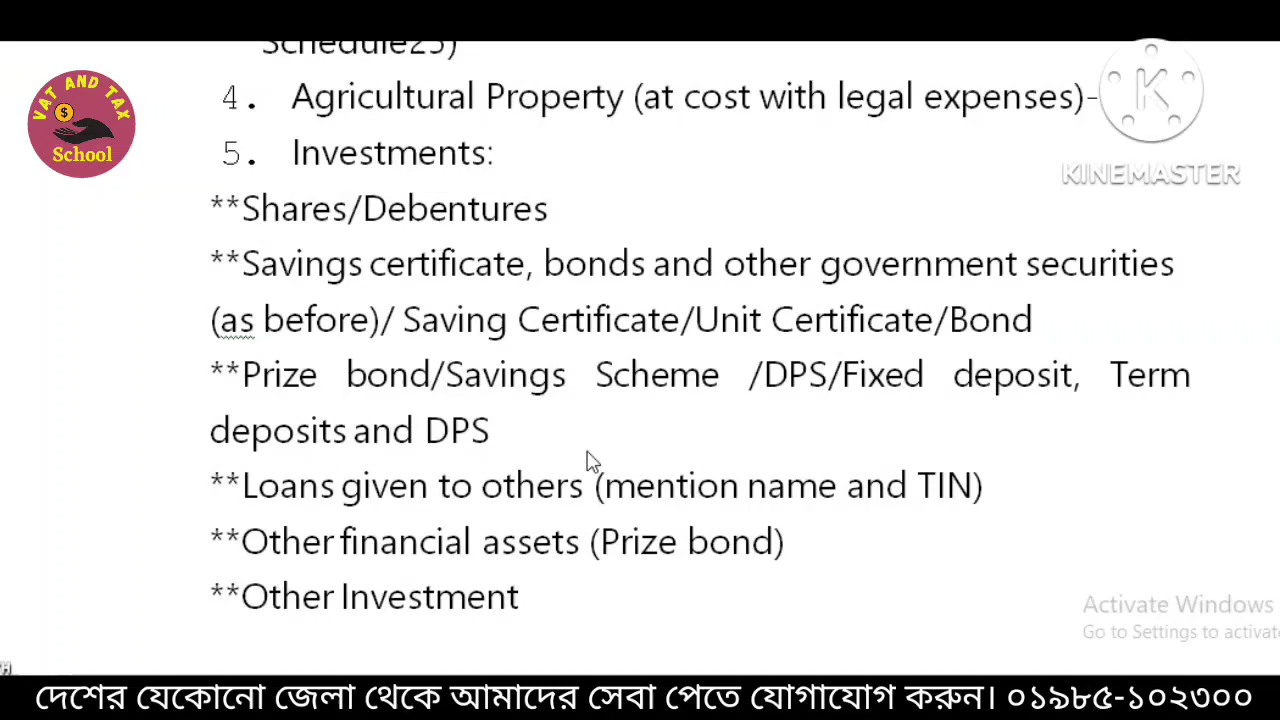 Schedule25)
4. Agricultural Property (at cost with legal expenses)-
5. Investments:
**Shares/Debentures
**Savings certificate, bonds and other government securities
(as before)/ Saving Certificate/Unit Certificate/Bond
**Prize bond/Savings Scheme /DPS/Fixed deposit, Term
deposits and DPS
**Loans given to others (mention name and TIN)
**Other financial assets (Prize bond)
**Other Investment
VAT AND TAX
$
School
K
KINEMASTER
Activate Windows
Go to Settings to activat
দেশের যেকোনো জেলা থেকে আমাদের সেবা পেতে যোগাযোগ করুন। ০১৯৮৫-১০২৩০০